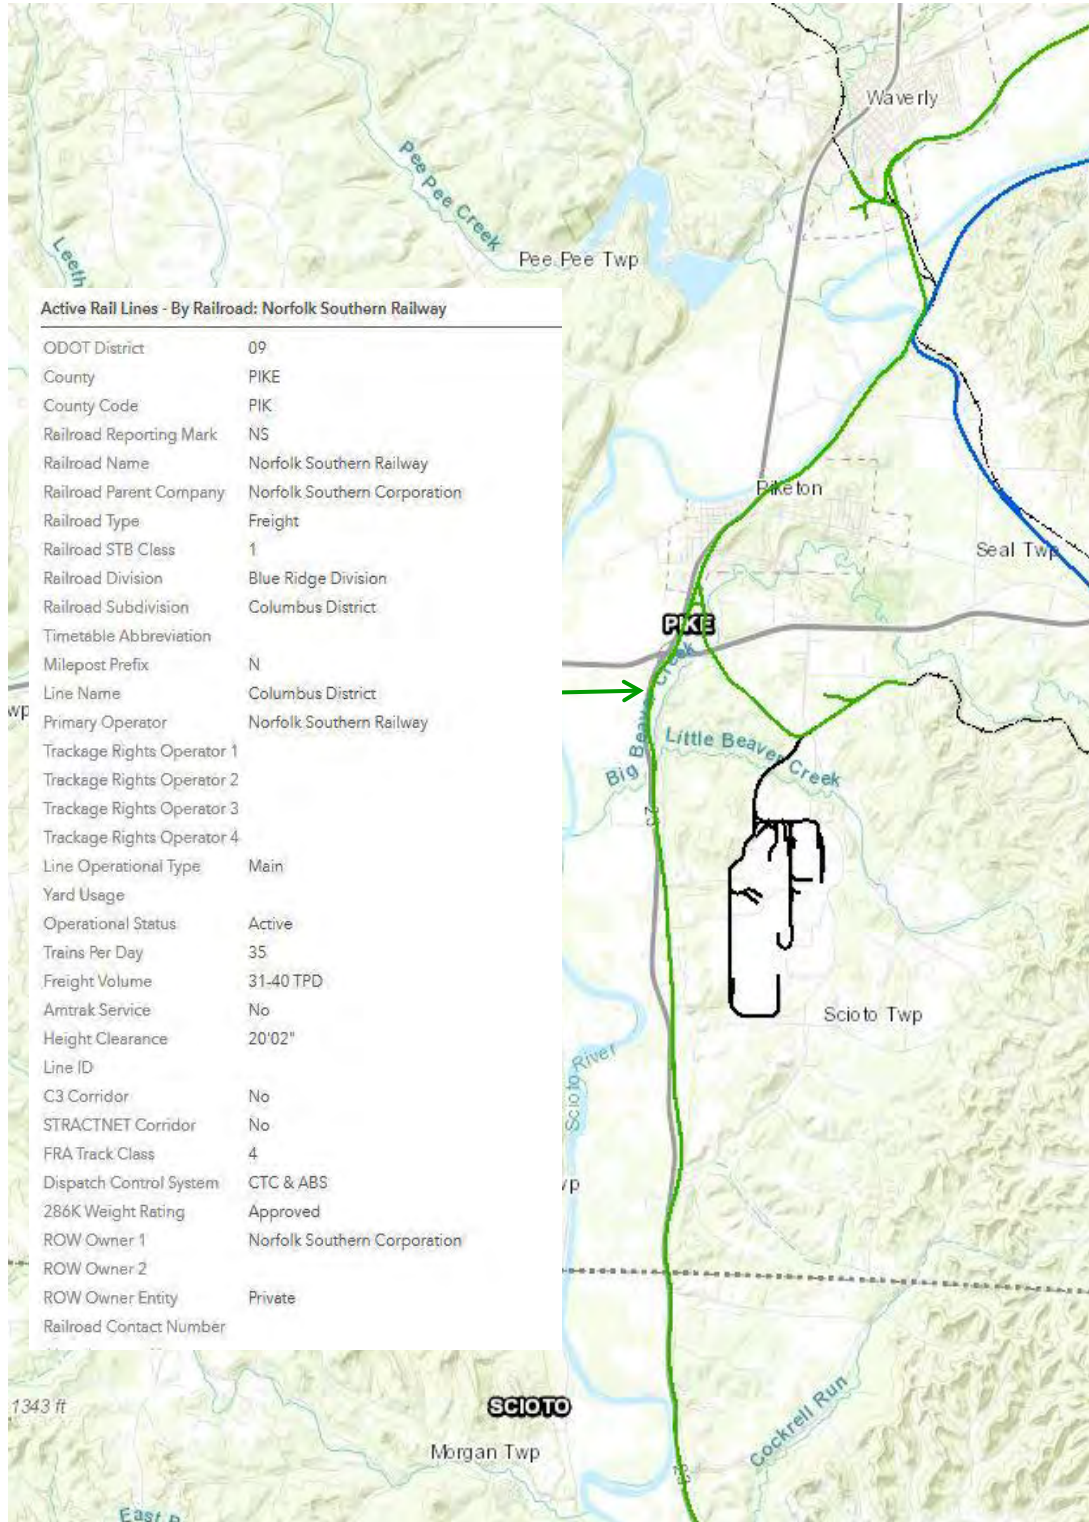 Waverly
Pee Pee Creek
Pee Pee Twp
Leeth
Active Rail Lines - By Railroad: Norfolk Southern Railway
ODOT District 09
County PIKE
County Code PIK
Railroad Reporting Mark NS
Railroad Name Norfolk Southern Railway
Railroad Parent Company Norfolk Southern Corporation
Railroad Type Freight
Railroad STB Class 1
Railroad Division Blue Ridge Division
Railroad Subdivision Columbus District
Timetable Abbreviation
Milepost Prefix N
Line Name Columbus District
Primary Operator Norfolk Southern Railway
Trackage Rights Operator 1
Trackage Rights Operator 2
Trackage Rights Operator 3
Trackage Rights Operator 4
Line Operational Type Main
Yard Usage
Operational Status Active
Trains Per Day 35
Freight Volume 31-40 TPD
Amtrak Service No
Height Clearance 20'02"
Line ID
C3 Corridor No
STRACTNET Corridor No
FRA Track Class 4
Dispatch Control System CTC & ABS
286K Weight Rating Approved
ROW Owner 1 Norfolk Southern Corporation
ROW Owner 2
ROW Owner Entity Private
Railroad Contact Number
Piketon
Seal Twp
PIKE
wp
Big Beaver Creek
Little Beaver Creek
23
Scioto Twp
Scioto River
vp
1343 ft
SCIOTO
Morgan Twp
Cockrell Run
23
East